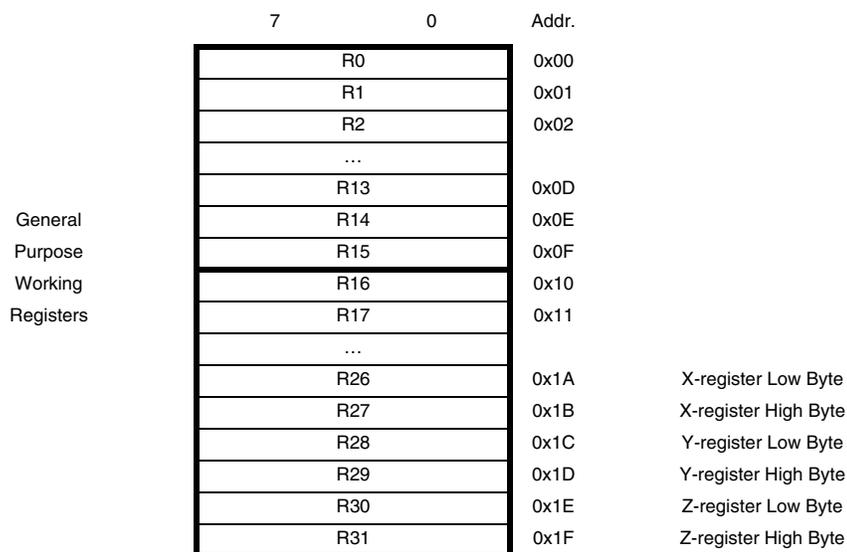 7 0 Addr.
R0 0x00
R1 0x01
R2 0x02
…
R13 0x0D
General R14 0x0E
Purpose R15 0x0F
Working R16 0x10
Registers R17 0x11
…
R26 0x1A X-register Low Byte
R27 0x1B X-register High Byte
R28 0x1C Y-register Low Byte
R29 0x1D Y-register High Byte
R30 0x1E Z-register Low Byte
R31 0x1F Z-register High Byte